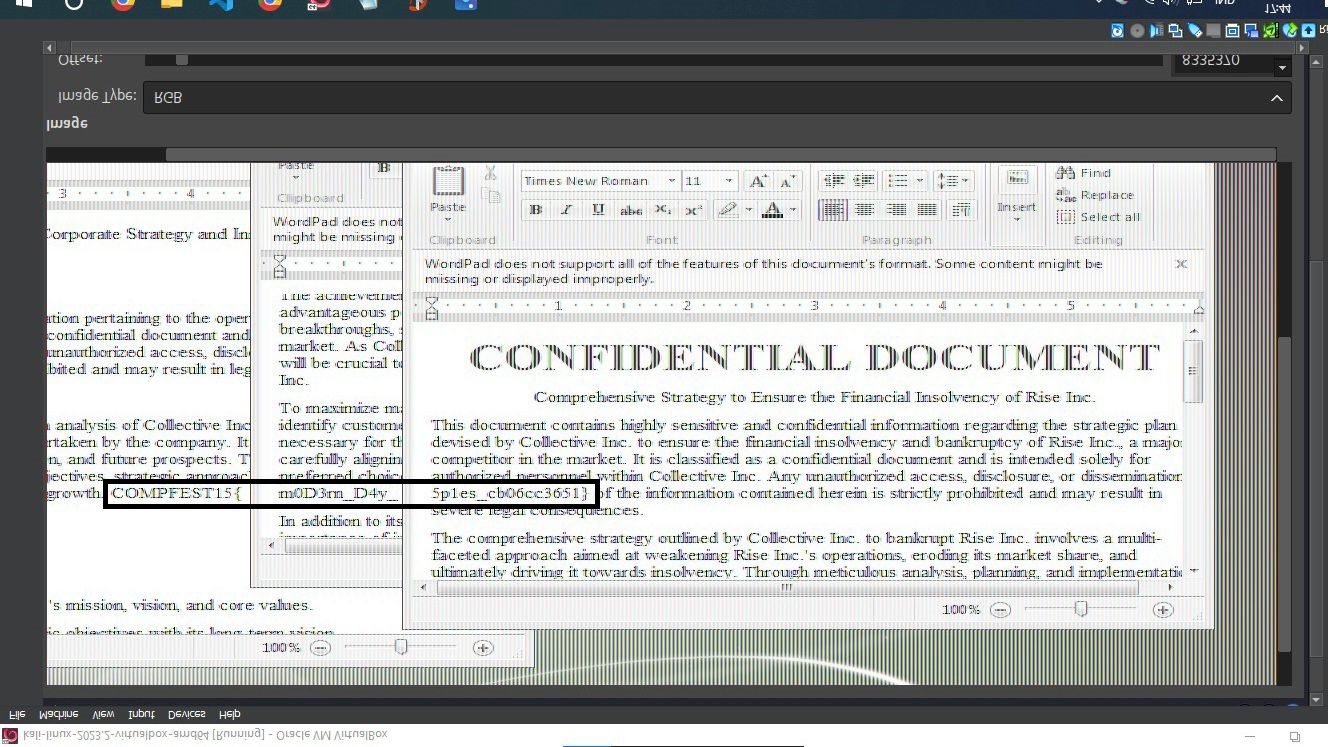 17:44
IND
Offset:
8335370
Image Type:
RGB
Image
3 4
Corporate Strategy and
ation pertaining to the oper
confidential document and
unauthorized access, discl
ibited and may result in leg
analysis of Collective Inc
rtaken by the company. It
n, and future prospects. T
jectives, strategic approac
growth. COMPFEST15{
's mission, vision, and core values.
ic objectives with its long-term vision
100%
Paste
B
Clipboard
WordPad does not
might be missing
The achievemen
advantageous p
breakthroughs, s
market. As Coll
will be crucial to
Inc.
To maximize ma
identify custome
necessary for th
carefully alignin
preferred choic
m0D3rn_D4y_
In addition to its
Paste
Clipboard
Times New Roman 11
B I U abc X₂ X²
Font
Paragraph
Insert
Find
Replace
Select all
Editing
WordPad does not support all of the features of this document's format. Some content might be
missing or displayed improperly.
1 2 3 4 5
CONFIDENTIAL DOCUMENT
Comprehensive Strategy to Ensure the Financial Insolvency of Rise Inc.
This document contains highly sensitive and confidential information regarding the strategic plan
devised by Collective Inc. to ensure the financial insolvency and bankruptcy of Rise Inc., a majo
competitor in the market. It is classified as a confidential document and is intended solely for
authorized personnel within Collective Inc. Any unauthorized access, disclosure, or dissemination
5p1es_cb06cc3651} of the information contained herein is strictly prohibited and may result in
severe legal consequences.
The comprehensive strategy outlined by Collective Inc. to bankrupt Rise Inc. involves a multi-
faceted approach aimed at weakening Rise Inc.'s operations, eroding its market share, and
ultimately driving it towards insolvency. Through meticulous analysis, planning, and implementatio
100%
File Machine View Input Devices Help
kali-linux-2023.2-virtualbox-amd64 [Running] - Oracle VM VirtualBox